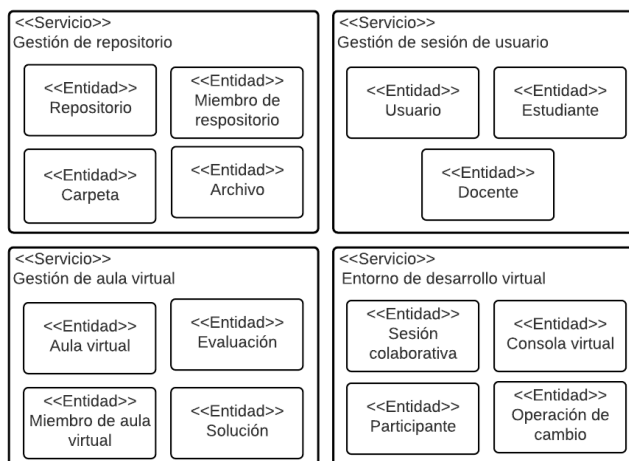 <<Servicio>>
Gestión de repositorio
<<Entidad>>
Repositorio
<<Entidad>>
Miembro de
respositorio
<<Entidad>>
Carpeta
<<Entidad>>
Archivo
<<Servicio>>
Gestión de sesión de usuario
<<Entidad>>
Usuario
<<Entidad>>
Estudiante
<<Entidad>>
Docente
<<Servicio>>
Gestión de aula virtual
<<Entidad>>
Aula virtual
<<Entidad>>
Evaluación
<<Entidad>>
Miembro de aula
virtual
<<Entidad>>
Solución
<<Servicio>>
Entorno de desarrollo virtual
<<Entidad>>
Sesión
colaborativa
<<Entidad>>
Consola virtual
<<Entidad>>
Participante
<<Entidad>>
Operación de
cambio